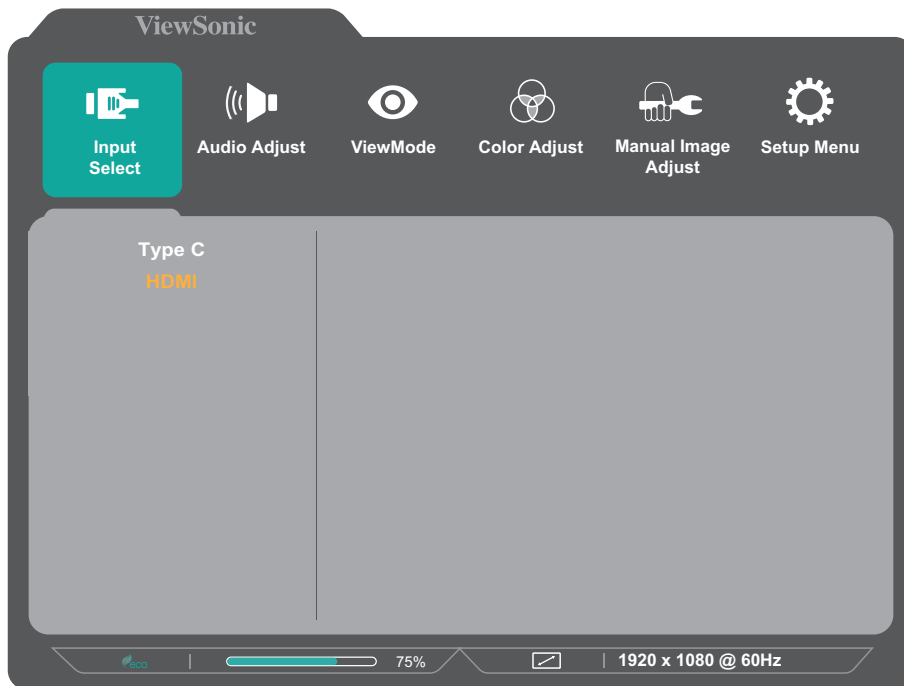 ViewSonic
Input
Select
Audio Adjust
ViewMode
Color Adjust
Manual Image
Adjust
Setup Menu
Type C
HDMI
eco
75%
1920 x 1080 @ 60Hz